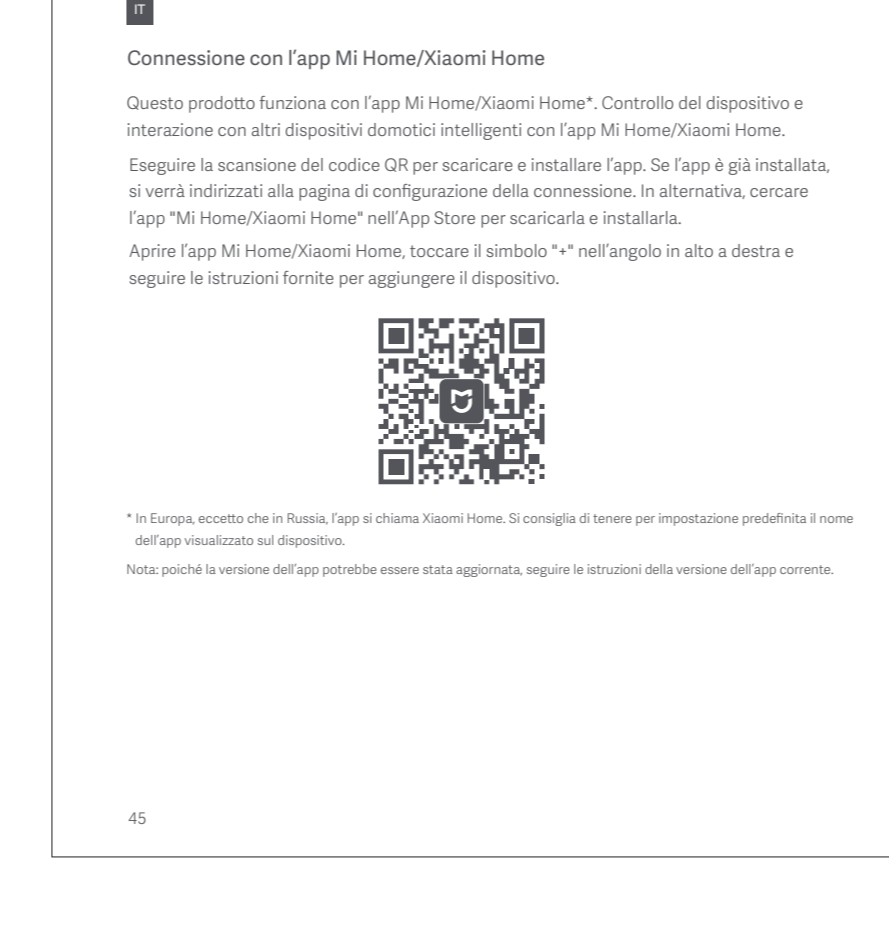 IT
Connessione con l'app Mi Home/Xiaomi Home
Questo prodotto funziona con l'app Mi Home/Xiaomi Home*. Controllo del dispositivo e
interazione con altri dispositivi domotici intelligenti con l'app Mi Home/Xiaomi Home.
Eseguire la scansione del codice QR per scaricare e installare l'app. Se l'app è già installata,
si verrà indirizzati alla pagina di configurazione della connessione. In alternativa, cercare
l'app "Mi Home/Xiaomi Home" nell'App Store per scaricarla e installarla.
Aprire l'app Mi Home/Xiaomi Home, toccare il simbolo "+" nell'angolo in alto a destra e
seguire le istruzioni fornite per aggiungere il dispositivo.
* In Europa, eccetto che in Russia, l'app si chiama Xiaomi Home. Si consiglia di tenere per impostazione predefinita il nome
dell'app visualizzato sul dispositivo.
Nota: poiché la versione dell'app potrebbe essere stata aggiornata, seguire le istruzioni della versione dell'app corrente.
45